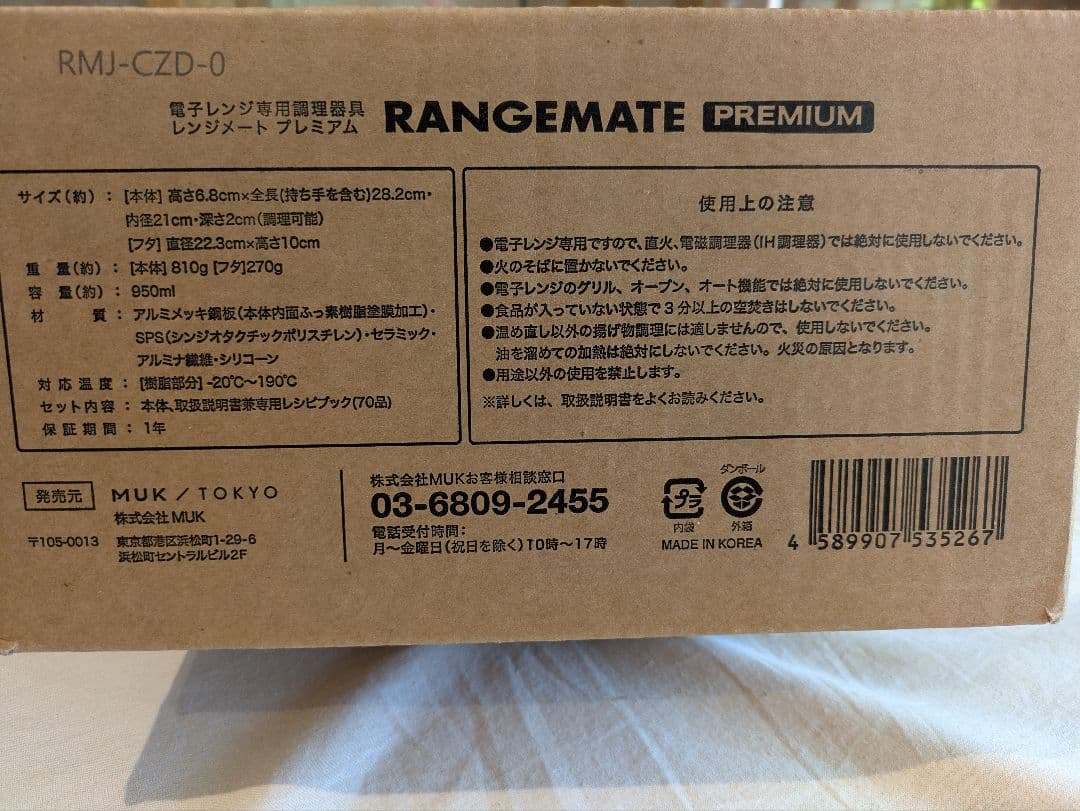 RMJ-CZD-0
電子レンジ専用調理器具
レンジメート プレミアム
RANGEMATE PREMIUM
サイズ(約): [本体] 高さ6.8cm×全長(持ち手を含む)28.2cm・
内径21cm・深さ2cm(調理可能)
[フタ] 直径22.3cm×高さ10cm
重 量(約): [本体] 810g [フタ]270g
容 量(約): 950ml
材 質: アルミメッキ鋼板(本体内面ふっ素樹脂塗膜加工)・
SPS(シンジオタクチックポリスチレン)・セラミック・
アルミナ繊維・シリコーン
対応温度: [樹脂部分] -20℃〜190℃
セット内容: 本体、取扱説明書兼専用レシピブック(70品)
保証期間: 1年
使用上の注意
●電子レンジ専用ですので、直火、電磁調理器(IH調理器)では絶対に使用しないでください。
●火のそばに置かないでください。
●電子レンジのグリル、オーブン、オート機能では絶対に使用しないでください。
●食品が入っていない状態で3分以上の空焚きはしないでください。
●温め直し以外の揚げ物調理には適しませんので、使用しないでください。
油を溜めての加熱は絶対にしないでください。火災の原因となります。
●用途以外の使用を禁止します。
※詳しくは、取扱説明書をよくお読みください。
発売元 MUK/TOKYO
株式会社MUK
〒105-0013 東京都港区浜松町1-29-6
浜松町セントラルビル2F
株式会社MUKお客様相談窓口
03-6809-2455
電話受付時間:
月〜金曜日(祝日を除く)10時〜17時
プラ
内袋
ダンボール
外箱
MADE IN KOREA
4 589907 535267